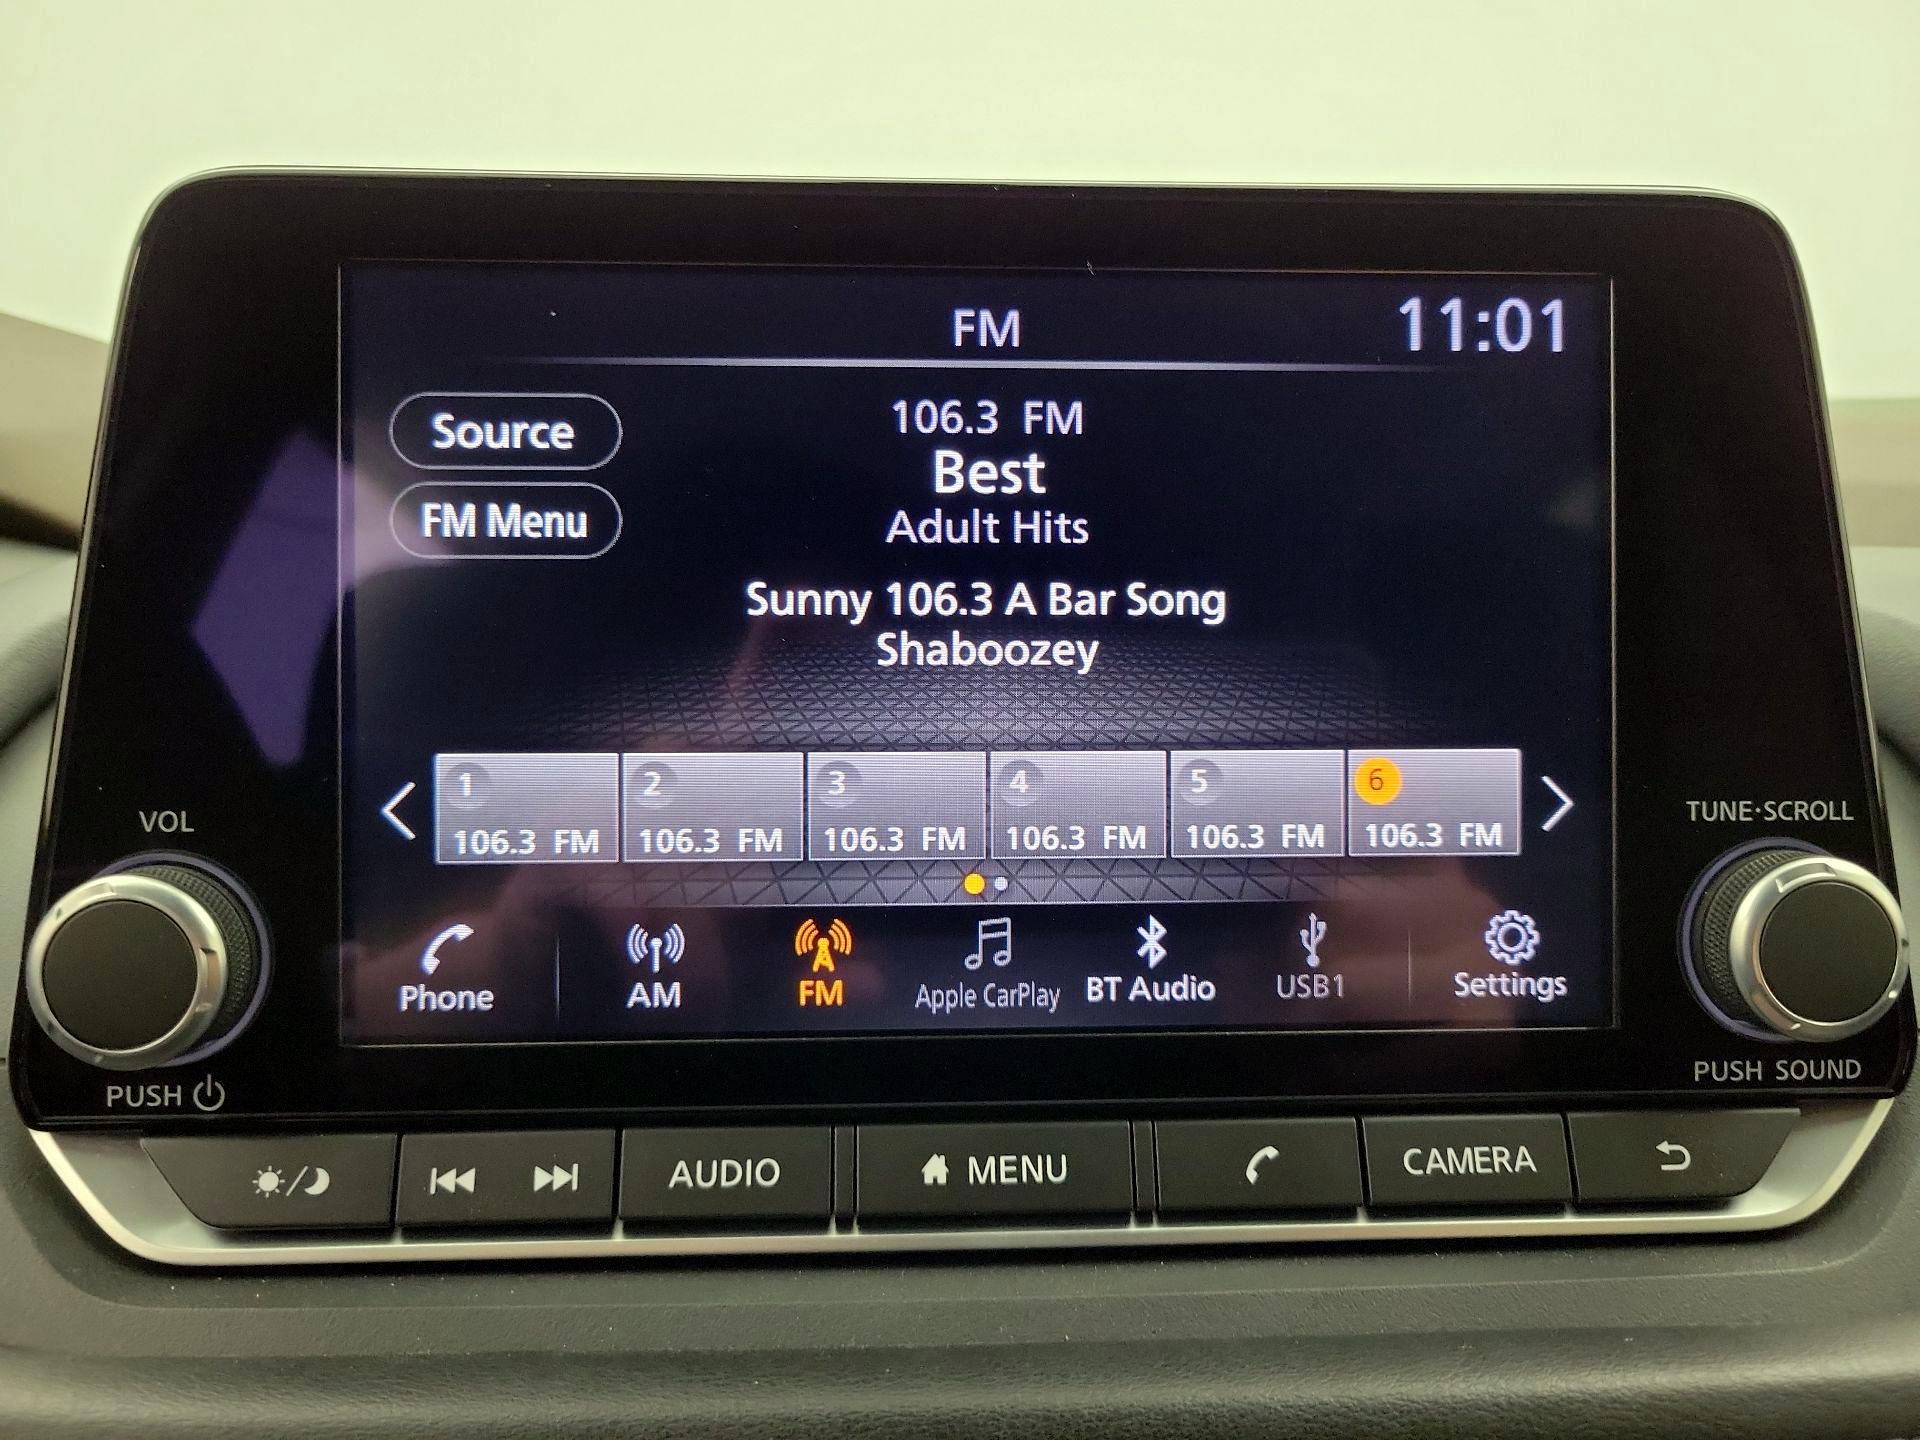 FM
11:01
Source
FM Menu
106.3 FM
Best
Adult Hits
Sunny 106.3 A Bar Song
Shaboozey
1
106.3 FM
2
106.3 FM
3
106.3 FM
4
106.3 FM
5
106.3 FM
6
106.3 FM
VOL
TUNE·SCROLL
Phone
AM
FM
Apple CarPlay
BT Audio
USB1
Settings
PUSH
PUSH SOUND
AUDIO
MENU
CAMERA